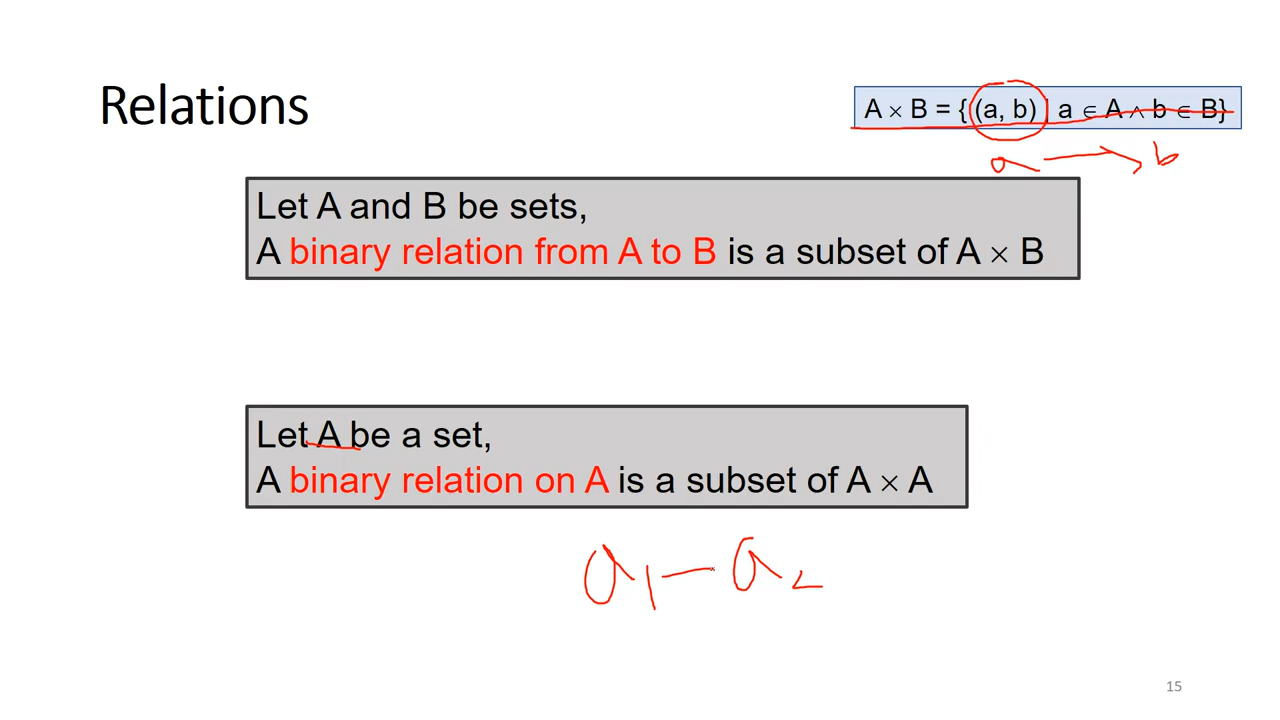 Relations
A × B = { (a, b) | a ∈ A ∧ b ∈ B}
a → b
Let A and B be sets,
A binary relation from A to B is a subset of A × B
Let A be a set,
A binary relation on A is a subset of A × A
a1 — a2
15